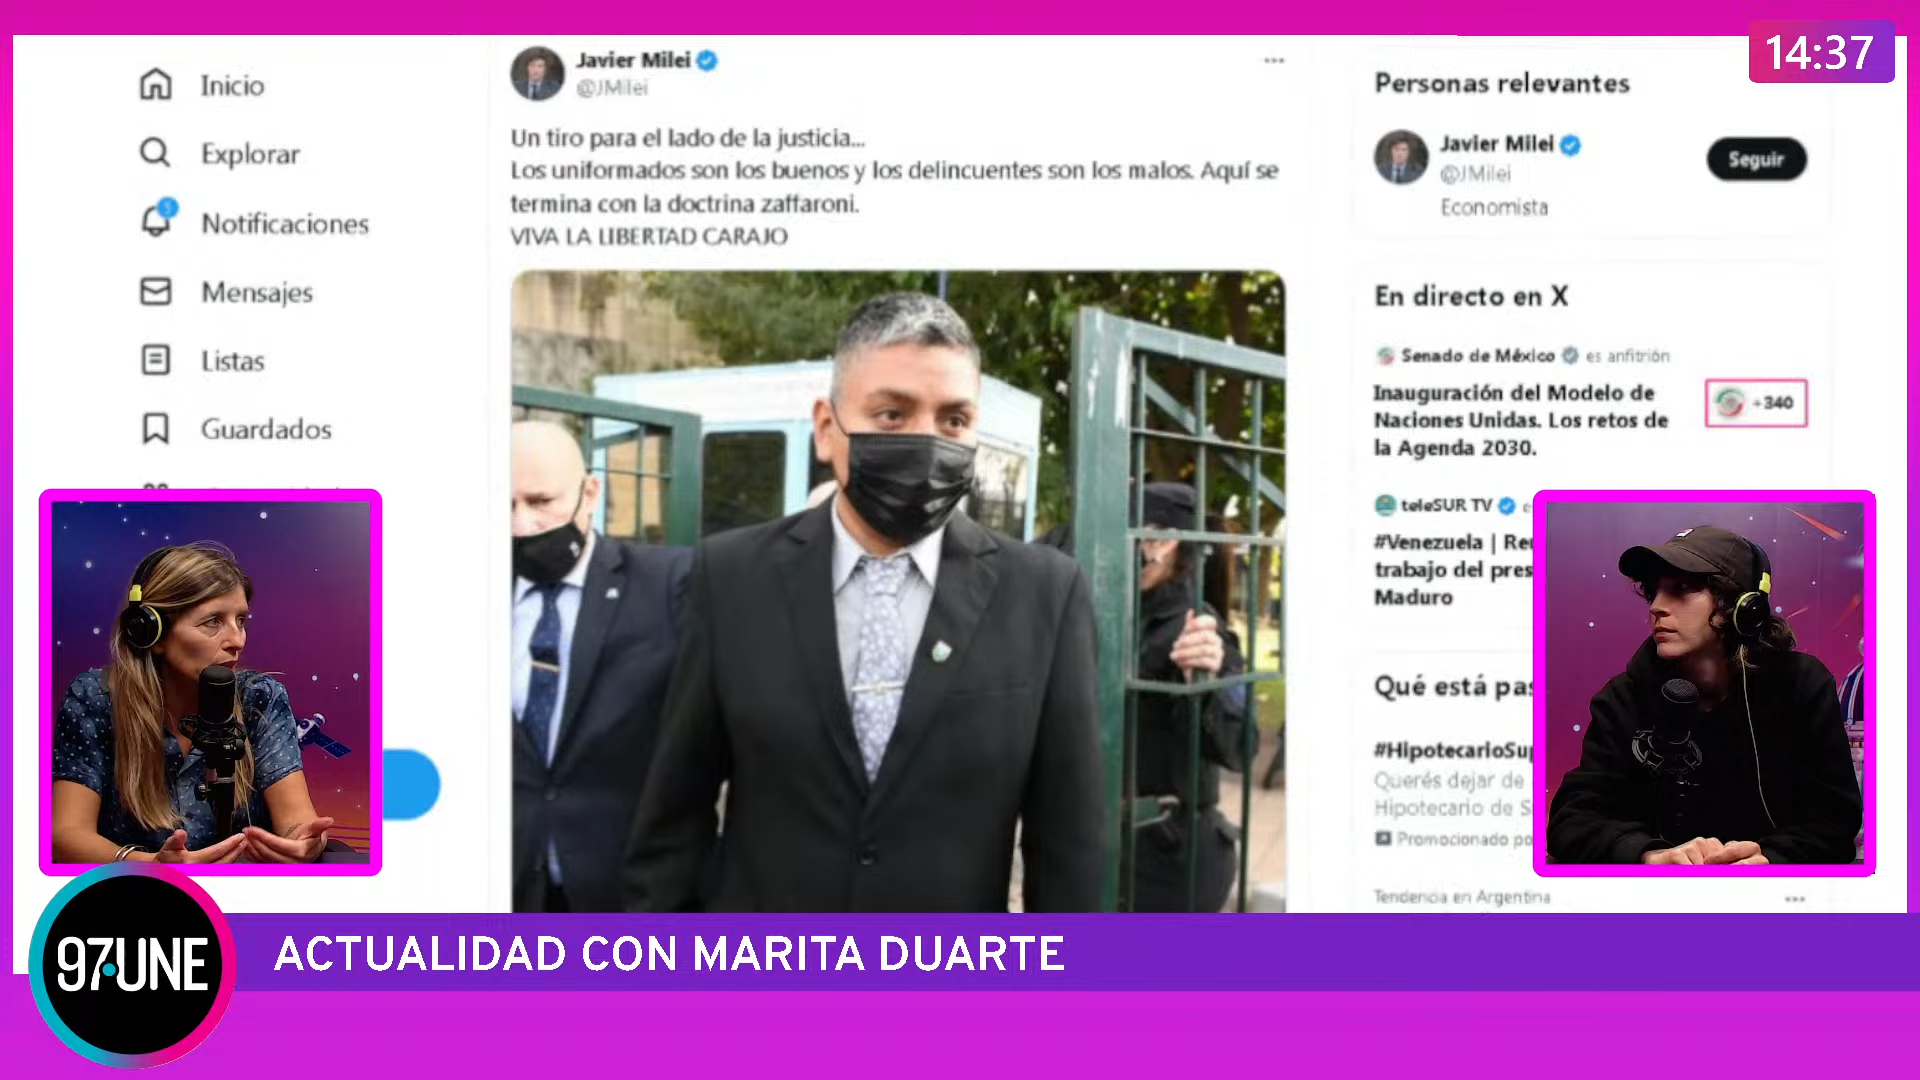 14:37
Inicio
Explorar
5
Notificaciones
Mensajes
Listas
Guardados
Javier Milei
@JMilei
Un tiro para el lado de la justicia...
Los uniformados son los buenos y los delincuentes son los malos. Aquí se
termina con la doctrina zaffaroni.
VIVA LA LIBERTAD CARAJO
Personas relevantes
Javier Milei
@JMilei
Economista
Seguir
En directo en X
Senado de México es anfitrión
Inauguración del Modelo de
Naciones Unidas. Los retos de
la Agenda 2030.
+340
teleSUR TV e
#Venezuela | Reu
trabajo del pres
Maduro
Qué está pas
#HipotecarioSup
Querés dejar de
Hipotecario de S
Promocionado po
Tendencia en Argentina
97UNE
ACTUALIDAD CON MARITA DUARTE